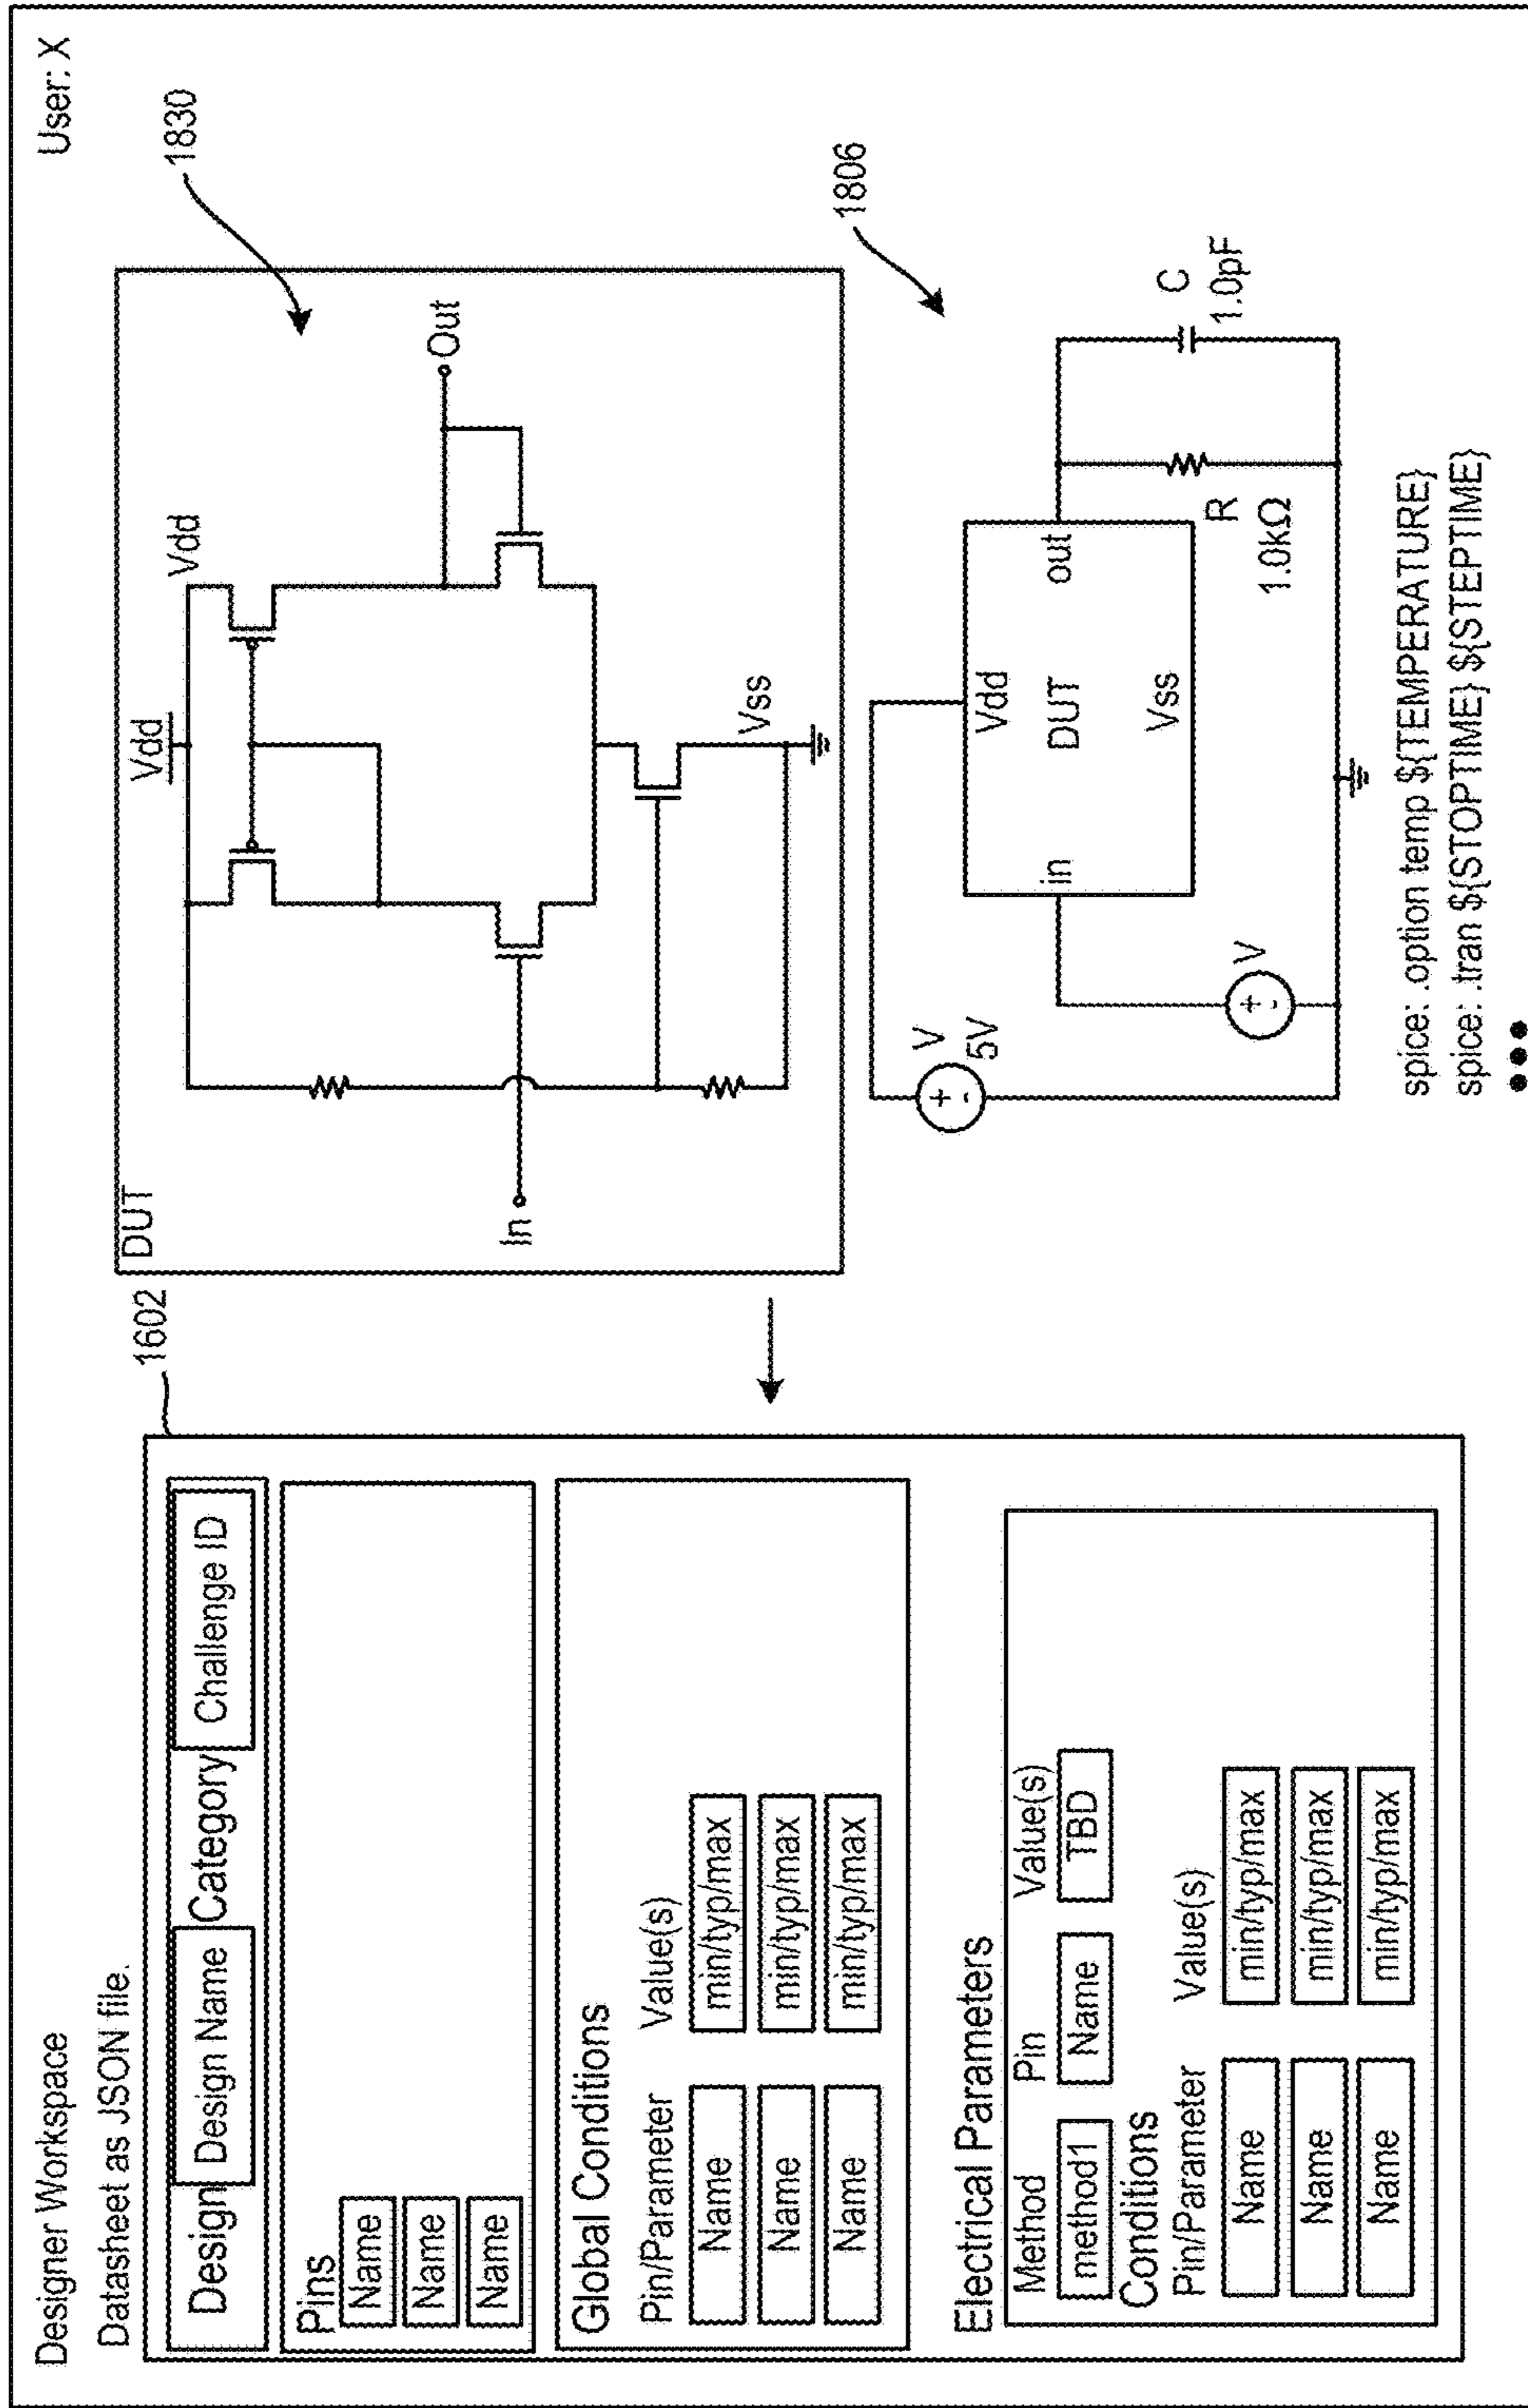 Designer Workspace
User: X
Datasheet as JSON file.
1602
Design Design Name Category Challenge ID
Pins
Name
Name
Name
Global Conditions
Pin/Parameter Value(s)
Name min/typ/max
Name min/typ/max
Name min/typ/max
Electrical Parameters
Method Pin Value(s)
method1 Name TBD
Conditions
Pin/Parameter Value(s)
Name min/typ/max
Name min/typ/max
Name min/typ/max
DUT
Vdd
Vdd
1830
In
Out
Vss
1806
V
5V
Vdd
in DUT out
Vss
V
R
1.0kΩ
C
1.0pF
spice: .option temp ${TEMPERATURE}
spice: .tran ${STOPTIME} ${STEPTIME}